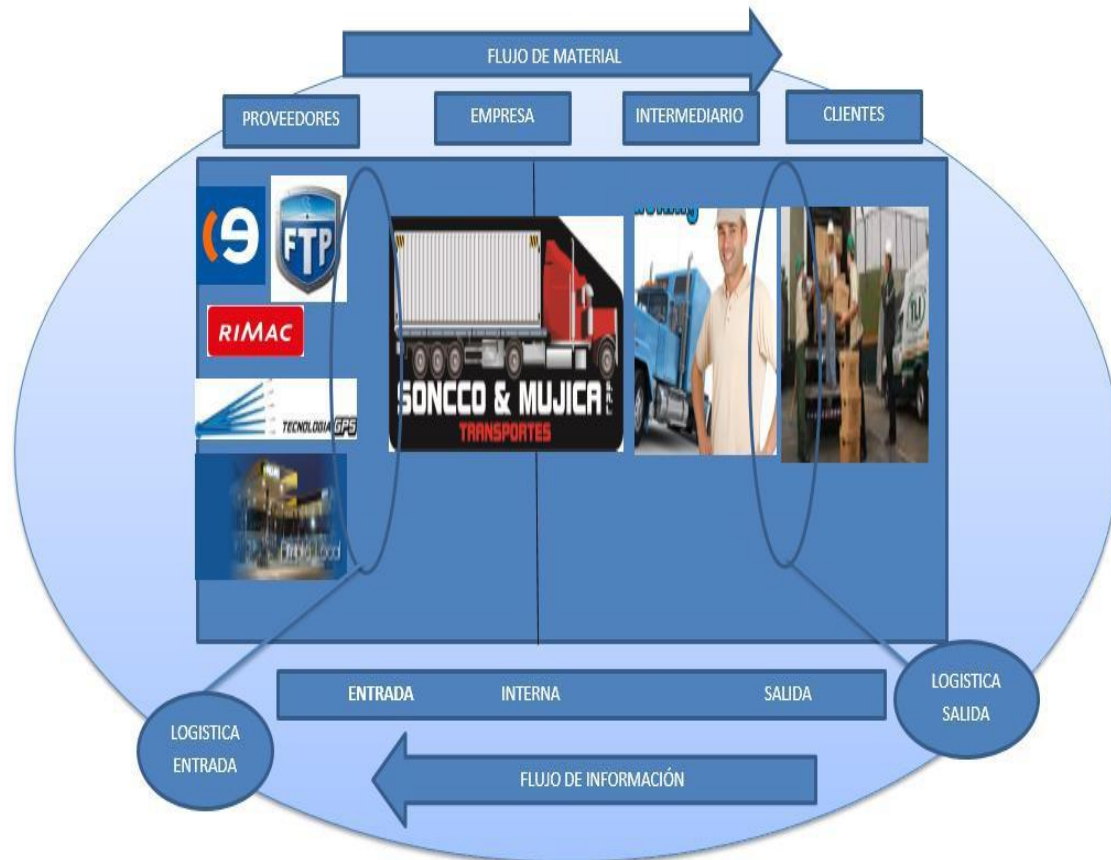 FLUJO DE MATERIAL
PROVEEDORES
EMPRESA
INTERMEDIARIO
CLIENTES
FTP
RIMAC
TECNOLOGIA GPS
SONCCO & MUJICA
TRANSPORTES
TLI
ENTRADA
INTERNA
SALIDA
LOGISTICA
ENTRADA
LOGISTICA
SALIDA
FLUJO DE INFORMACIÓN